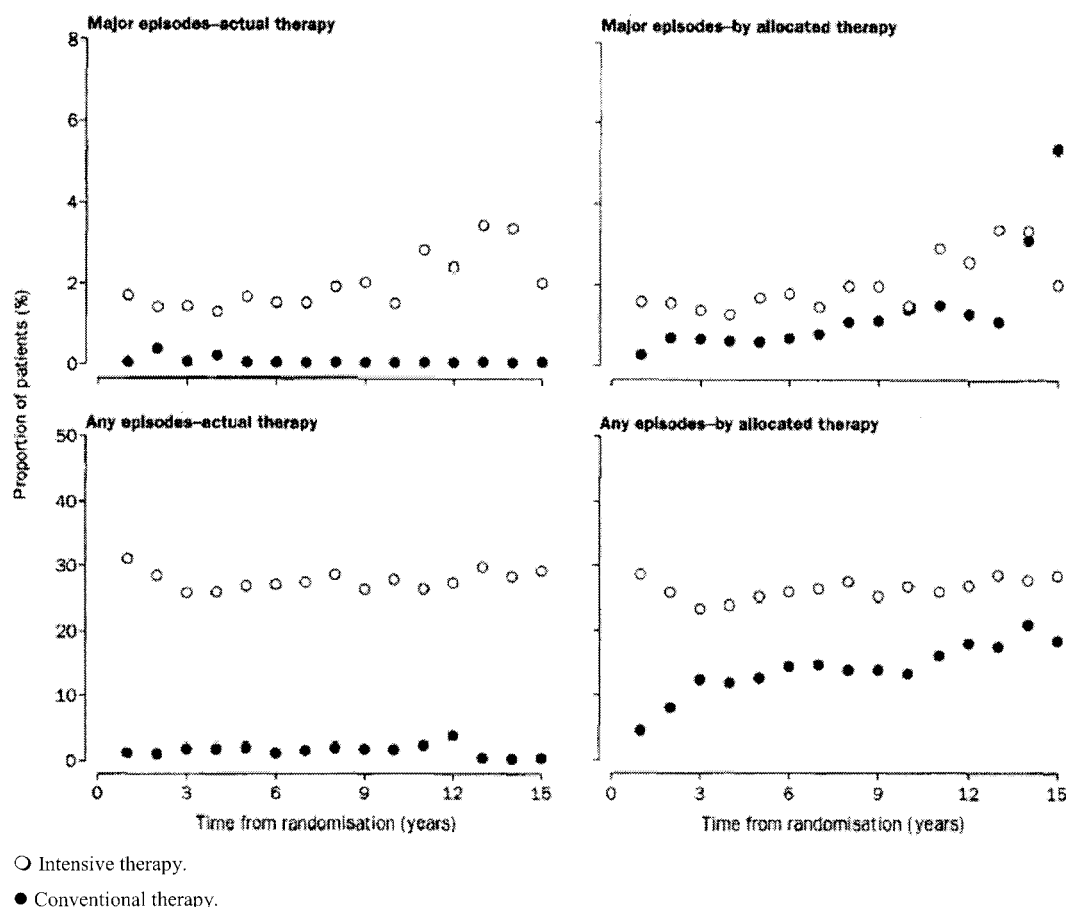 Major episodes–actual therapy
Major episodes–by allocated therapy
8
6
4
2
0
Proportion of patients (%)
Any episodes–actual therapy
Any episodes–by allocated therapy
50
40
30
20
10
0
0 3 6 9 12 15
0 3 6 9 12 15
Time from randomisation (years)
Time from randomisation (years)
○ Intensive therapy.
● Conventional therapy.